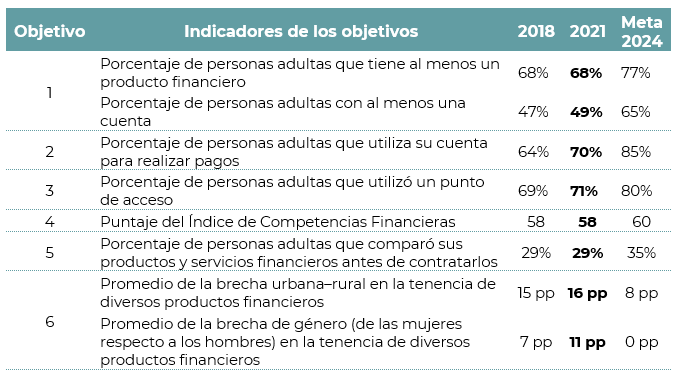 Objetivo Indicadores de los objetivos 2018 2021 Meta 2024
1
Porcentaje de personas adultas que tiene al menos un
producto financiero
68% 68% 77%
Porcentaje de personas adultas con al menos una
cuenta
47% 49% 65%
2
Porcentaje de personas adultas que utiliza su cuenta
para realizar pagos
64% 70% 85%
3
Porcentaje de personas adultas que utilizó un punto
de acceso
69% 71% 80%
4 Puntaje del Índice de Competencias Financieras 58 58 60
5
Porcentaje de personas adultas que comparó sus
productos y servicios financieros antes de contratarlos
29% 29% 35%
6
Promedio de la brecha urbana–rural en la tenencia de
diversos productos financieros
15 pp 16 pp 8 pp
Promedio de la brecha de género (de las mujeres
respecto a los hombres) en la tenencia de diversos
productos financieros
7 pp 11 pp 0 pp